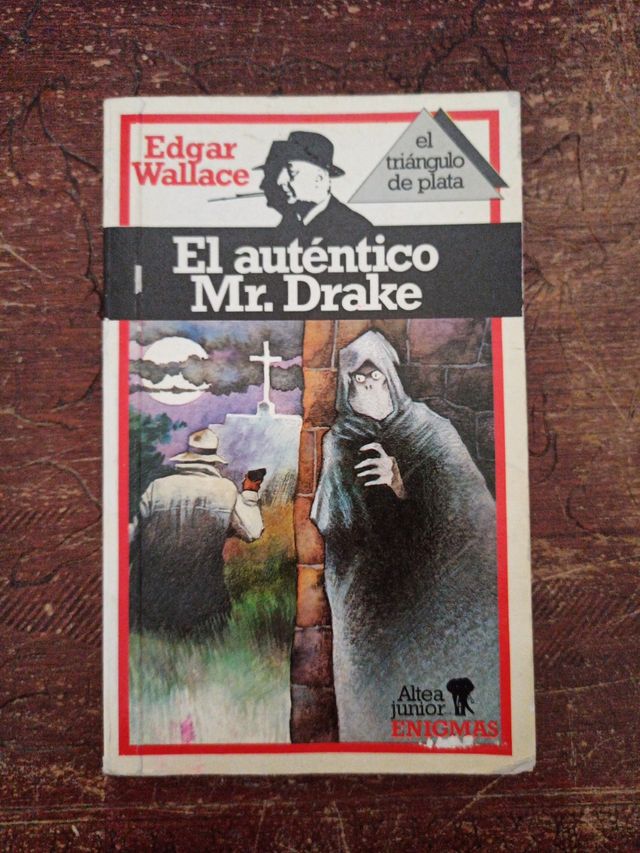 Edgar
Wallace
el
triángulo
de plata
El auténtico
Mr. Drake
Altea
junior
ENIGMAS